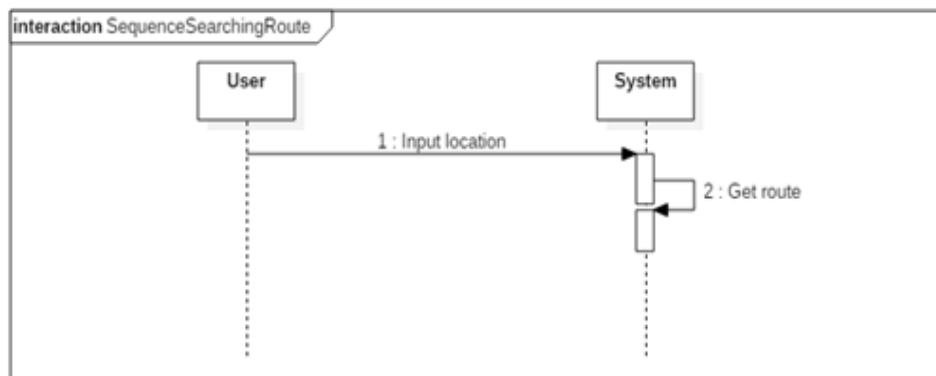 interaction SequenceSearchingRoute
User
System
1 : Input location
2 : Get route